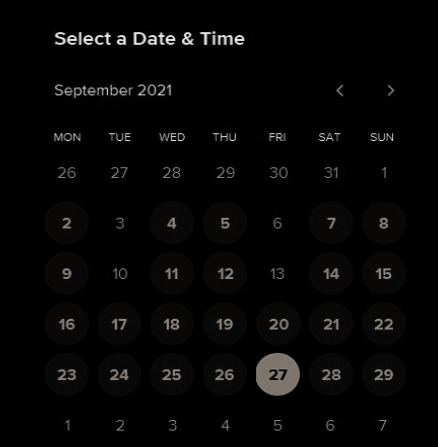 Select a Date & Time
September 2021
MON TUE WED THU FRI SAT SUN
26 27 28 29 30 31 1
2 3 4 5 6 7 8
9 10 11 12 13 14 15
16 17 18 19 20 21 22
23 24 25 26 27 28 29
1 2 3 4 5 6 7